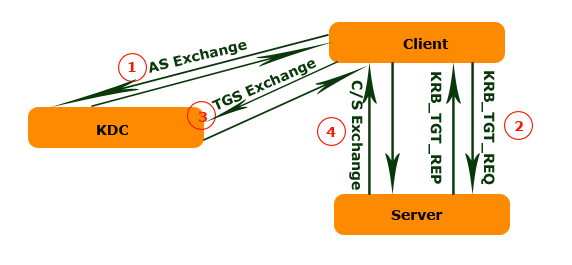 Client
1
AS Exchange
TGS Exchange
3
KDC
C/S Exchange
4
KRB_TGT_REP
KRB_TGT_REQ
2
Server